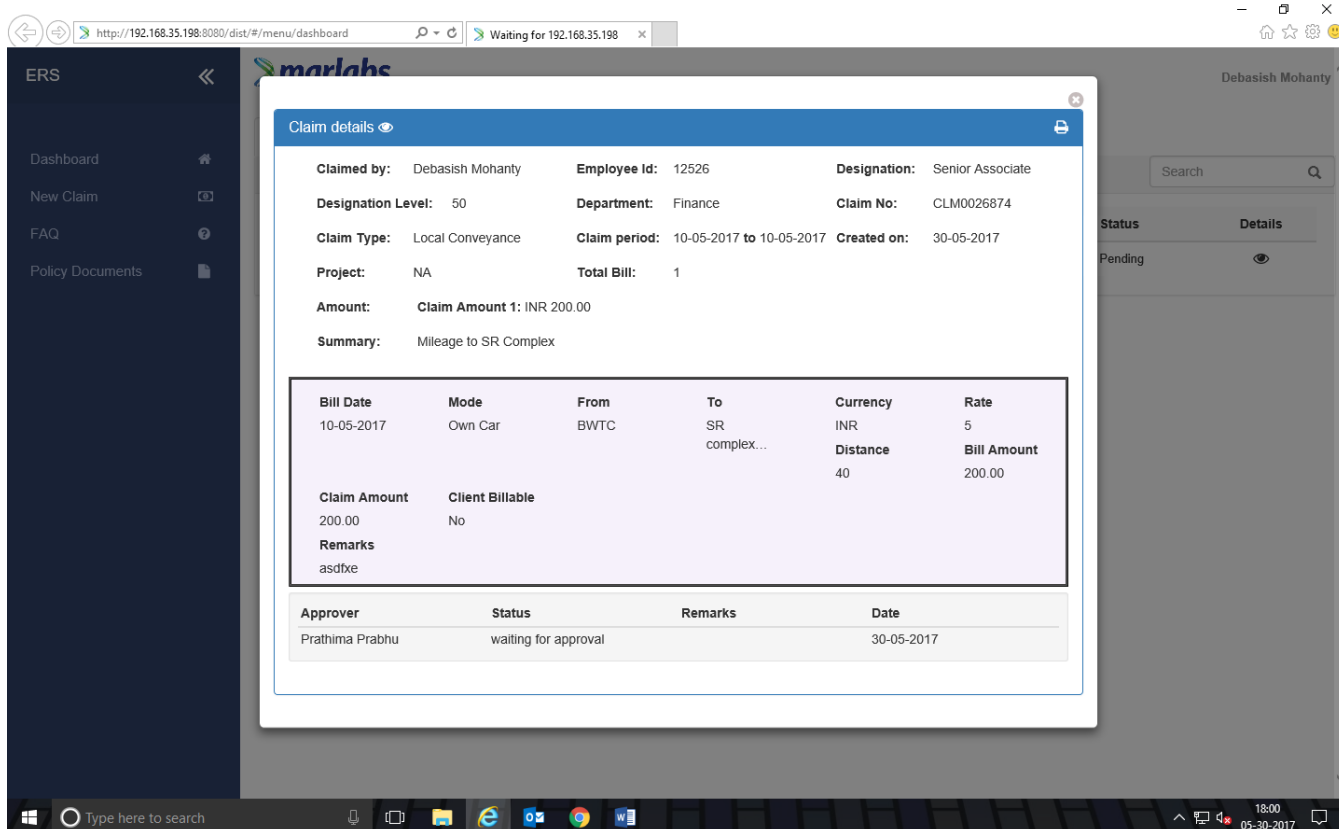 http://192.168.35.198:8080/dist/#/menu/dashboard
Waiting for 192.168.35.198
ERS
marlabs
Debasish Mohanty
Dashboard
New Claim
FAQ
Policy Documents
Search
Status Details
Pending
Claim details
Claimed by: Debasish Mohanty Employee Id: 12526 Designation: Senior Associate
Designation Level: 50 Department: Finance Claim No: CLM0026874
Claim Type: Local Conveyance Claim period: 10-05-2017 to 10-05-2017 Created on: 30-05-2017
Project: NA Total Bill: 1
Amount: Claim Amount 1: INR 200.00
Summary: Mileage to SR Complex
Bill Date Mode From To Currency Rate
10-05-2017 Own Car BWTC SR INR 5
complex... Distance Bill Amount
40 200.00
Claim Amount Client Billable
200.00 No
Remarks
asdfxe
Approver Status Remarks Date
Prathima Prabhu waiting for approval 30-05-2017
Type here to search
18:00
05-30-2017